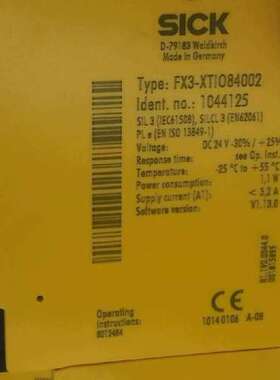 SICK
D-79183 Waldkirch
Made in Germany
Type: FX3-XTIO84002
Ident. no.: 1044125
SIL 3 (IEC61508), SILCL 3 (EN62061)
PL e (EN ISO 13849-1)
Voltage: DC 24 V -30% / +25%
Response time: see Op. Inst.
Temperature: -25 °C to +55 °C
Power consumption: 1,1 W
Supply current (A1): < 3,2 A
Software version: V1.13.0
Operating
Instructions:
8012484
CE
1014 0106 A-08